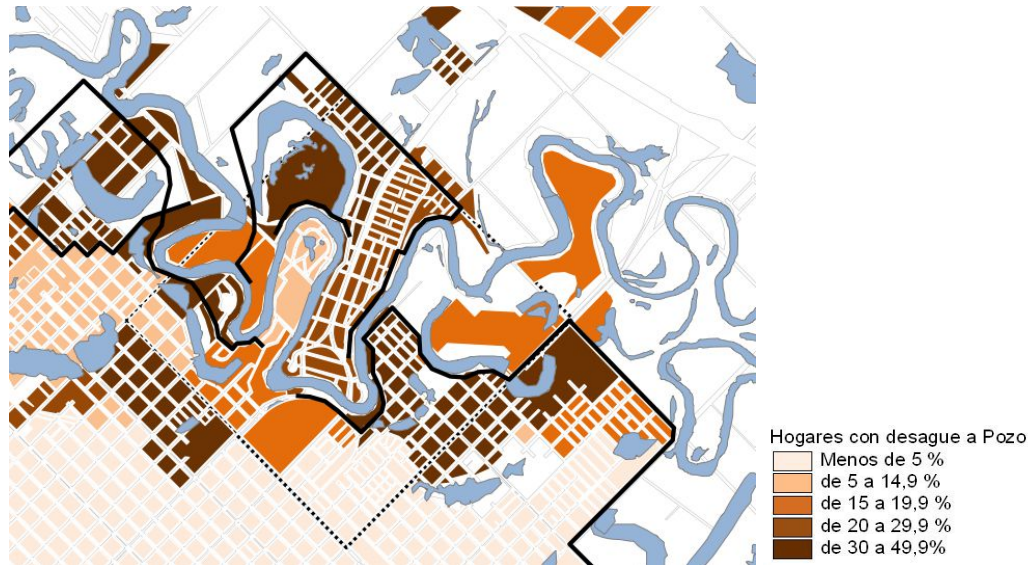 Hogares con desague a Pozo
Menos de 5 %
de 5 a 14,9 %
de 15 a 19,9 %
de 20 a 29,9 %
de 30 a 49,9%